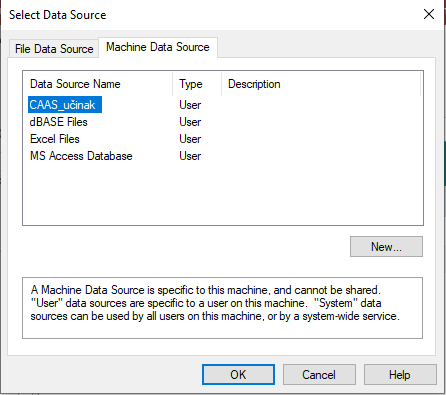 Select Data Source
File Data Source Machine Data Source
Data Source Name Type Description
CAAS_učinak User
dBASE Files User
Excel Files User
MS Access Database User
New...
A Machine Data Source is specific to this machine, and cannot be shared.
"User" data sources are specific to a user on this machine. "System" data
sources can be used by all users on this machine, or by a system-wide service.
OK Cancel Help